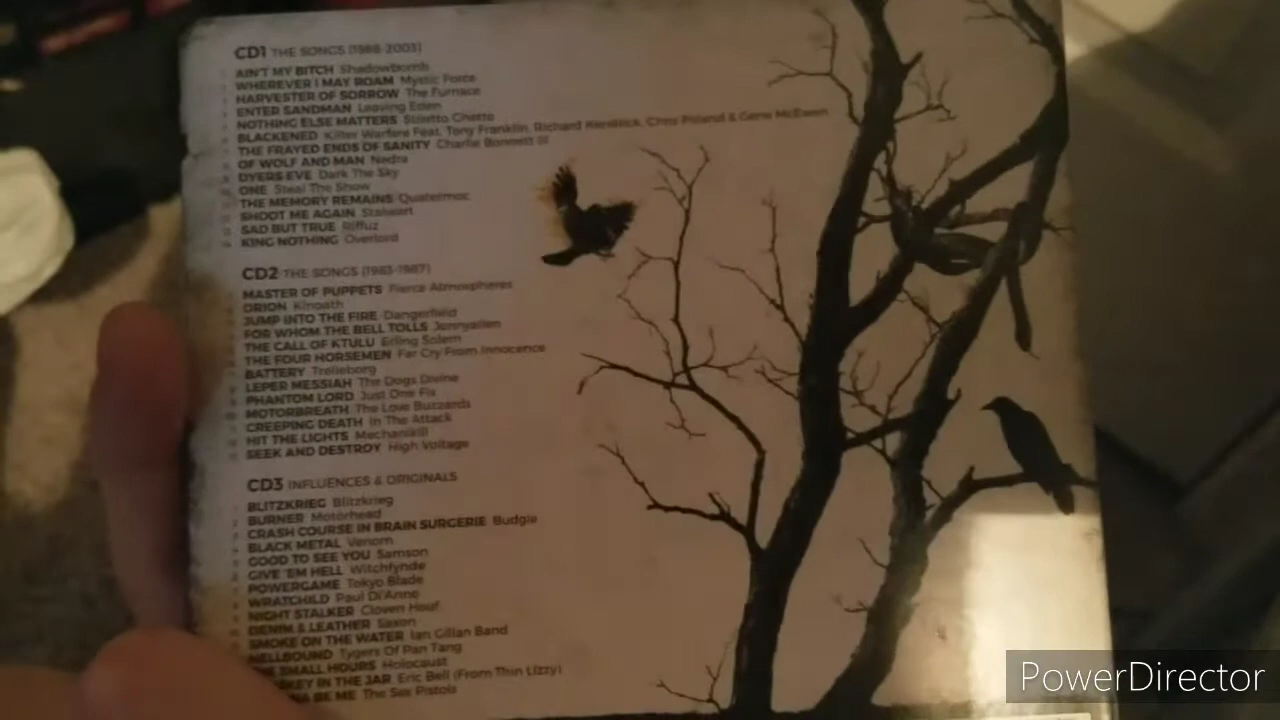 CD1 THE SONGS (1988-2003)
AIN'T MY BITCH Shadowbomb
WHEREVER I MAY ROAM Mystic Force
HARVESTER OF SORROW The Furnace
ENTER SANDMAN Leaving Eden
NOTHING ELSE MATTERS Stiletto Ghetto
BLACKENED Killer Warfare Feat. Tony Franklin, Richard Kendrick, Chris Poland & Gene McEwen
THE FRAYED ENDS OF SANITY Charlie Bonnett III
OF WOLF AND MAN Nedra
DYERS EVE Dark The Sky
ONE Steal The Show
THE MEMORY REMAINS Quatermoc
SHOOT ME AGAIN Stalwart
SAD BUT TRUE Riffuz
KING NOTHING Overlord
CD2 THE SONGS (1983-1987)
MASTER OF PUPPETS Fierce Atmospheres
ORION
JUMP INTO THE FIRE Dangerfield
FOR WHOM THE BELL TOLLS Jennyallen
THE CALL OF KTULU Erling Solem
THE FOUR HORSEMEN Far Cry From Innocence
BATTERY Trelleborg
LEPER MESSIAH The Dogs Divine
PHANTOM LORD Just One Fix
MOTORBREATH The Love Buzzards
CREEPING DEATH In The Attack
HIT THE LIGHTS Mechanikill
SEEK AND DESTROY High Voltage
CD3 INFLUENCES & ORIGINALS
BLITZKRIEG Blitzkrieg
BURNER Motörhead
CRASH COURSE IN BRAIN SURGERIE Budgie
BLACK METAL Venom
GOOD TO SEE YOU Samson
GIVE 'EM HELL Witchfynde
POWERGAME Tokyo Blade
WRATCHILD Paul Di'Anno
NIGHT STALKER Cloven Hoof
DENIM & LEATHER Saxon
SMOKE ON THE WATER Ian Gillan Band
HELLBOUND Tygers Of Pan Tang
SMALL HOURS Holocaust
KEY IN THE JAR Eric Bell (From Thin Lizzy)
BE ME The Sex Pistols
PowerDirector